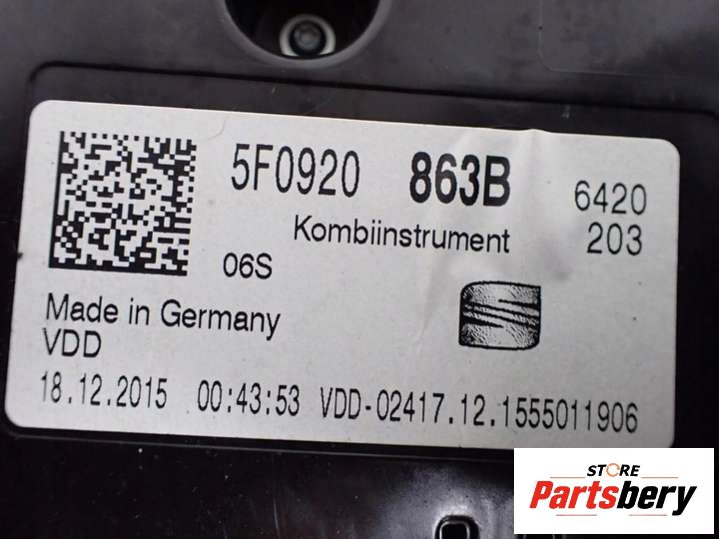 5F0920 863B 6420
Kombiinstrument 203
06S
Made in Germany
VDD
18.12.2015 00:43:53 VDD-02417.12.1555011906
STORE
Partsbery